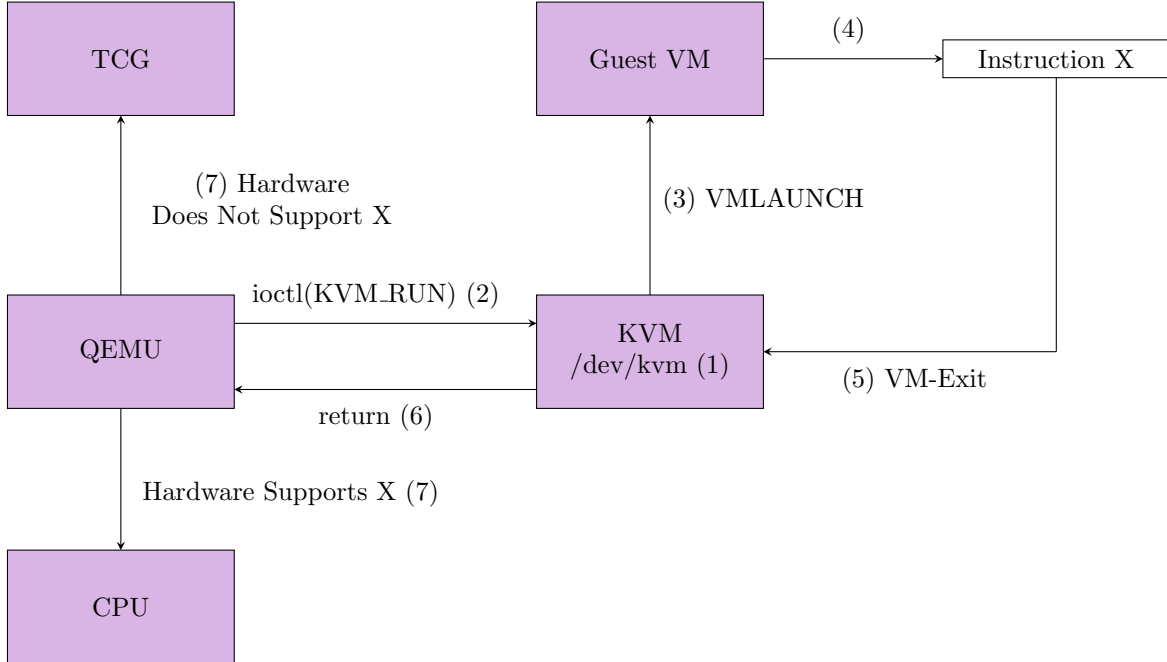 TCG
Guest VM
(4)
Instruction X
(7) Hardware
Does Not Support X
(3) VMLAUNCH
QEMU
ioctl(KVM_RUN) (2)
KVM
/dev/kvm (1)
(5) VM-Exit
return (6)
Hardware Supports X (7)
CPU